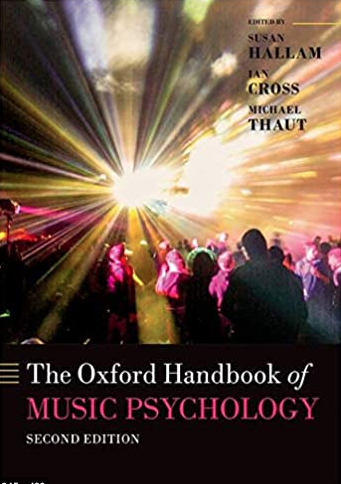 EDITED BY
SUSAN
HALLAM
IAN
CROSS
MICHAEL
THAUT
The Oxford Handbook of
MUSIC PSYCHOLOGY
SECOND EDITION